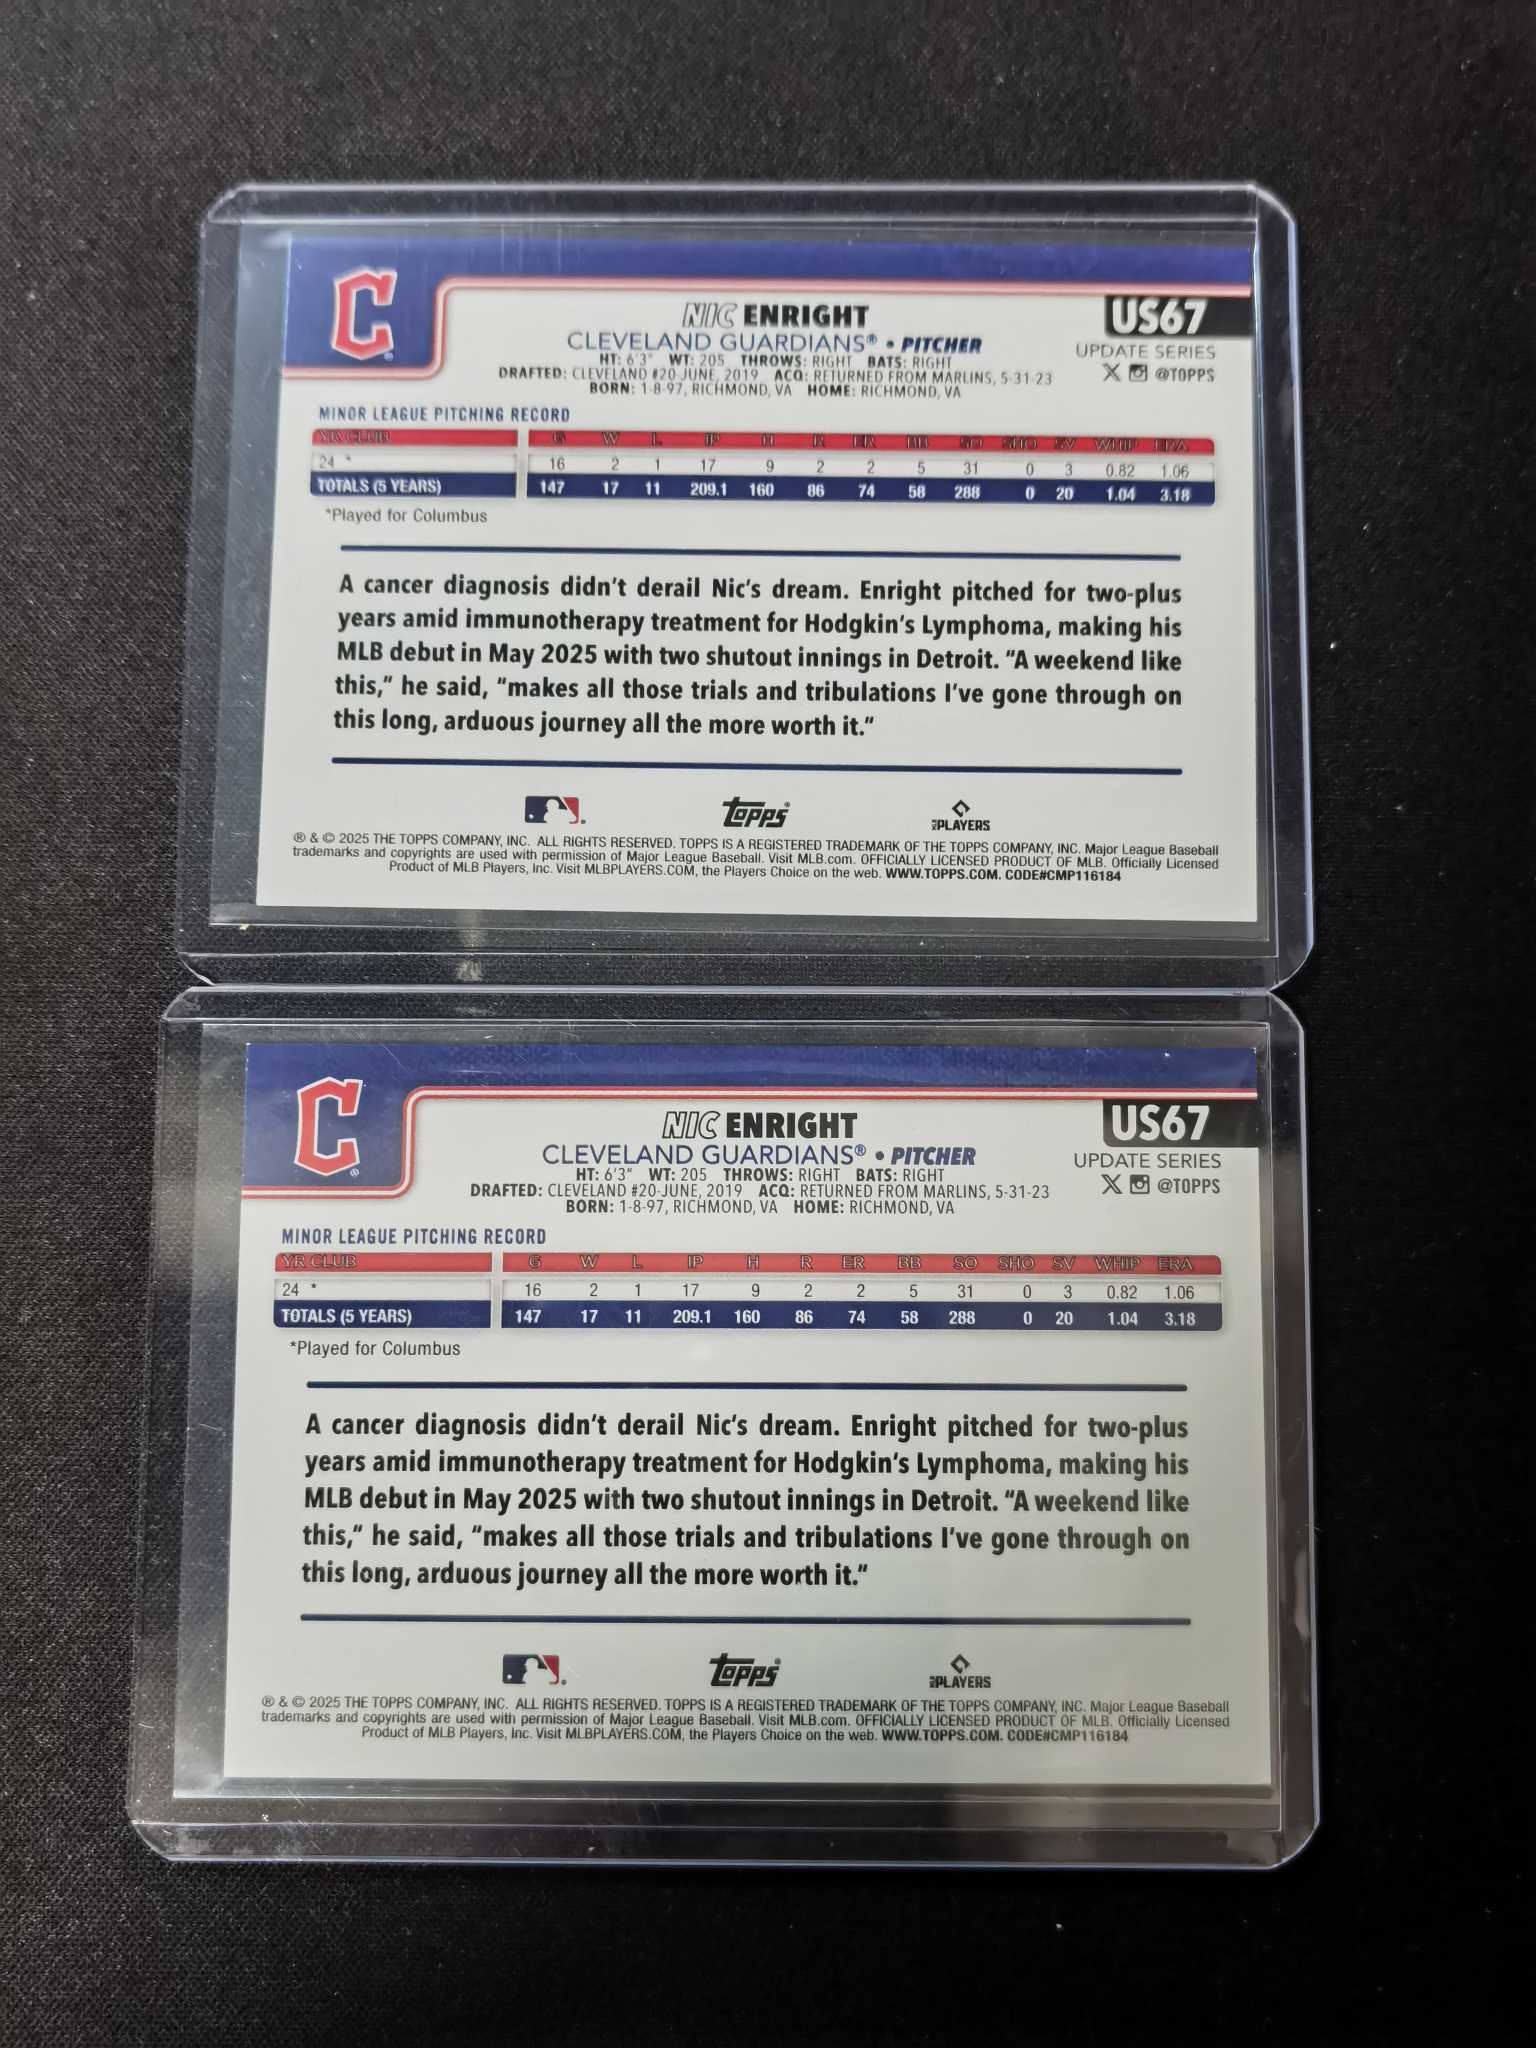 C
NIC ENRIGHT
US67
CLEVELAND GUARDIANS® • PITCHER
UPDATE SERIES
HT: 6'3" WT: 205 THROWS: RIGHT BATS: RIGHT
DRAFTED: CLEVELAND #20-JUNE, 2019 ACQ: RETURNED FROM MARLINS, 5-31-23
@TOPPS
BORN: 1-8-97, RICHMOND, VA HOME: RICHMOND, VA
MINOR LEAGUE PITCHING RECORD
YR CLUB G W L IP H R ER BB SO SHO SV WHIP ERA
24 * 16 2 1 17 9 2 2 5 31 0 3 0.82 1.06
TOTALS (5 YEARS) 147 17 11 209.1 160 86 74 58 288 0 20 1.04 3.18
*Played for Columbus
A cancer diagnosis didn't derail Nic's dream. Enright pitched for two-plus
years amid immunotherapy treatment for Hodgkin's Lymphoma, making his
MLB debut in May 2025 with two shutout innings in Detroit. "A weekend like
this," he said, "makes all those trials and tribulations I've gone through on
this long, arduous journey all the more worth it."
Topps® MLB PLAYERS
® & © 2025 THE TOPPS COMPANY, INC. ALL RIGHTS RESERVED. TOPPS IS A REGISTERED TRADEMARK OF THE TOPPS COMPANY, INC. Major League Baseball
trademarks and copyrights are used with permission of Major League Baseball. Visit MLB.com. OFFICIALLY LICENSED PRODUCT OF MLB. Officially Licensed
Product of MLB Players, Inc. Visit MLBPLAYERS.COM, the Players Choice on the web. WWW.TOPPS.COM. CODE#CMP116184
C
NIC ENRIGHT
US67
CLEVELAND GUARDIANS® • PITCHER
UPDATE SERIES
HT: 6'3" WT: 205 THROWS: RIGHT BATS: RIGHT
DRAFTED: CLEVELAND #20-JUNE, 2019 ACQ: RETURNED FROM MARLINS, 5-31-23
@TOPPS
BORN: 1-8-97, RICHMOND, VA HOME: RICHMOND, VA
MINOR LEAGUE PITCHING RECORD
YR CLUB G W L IP H R ER BB SO SHO SV WHIP ERA
24 * 16 2 1 17 9 2 2 5 31 0 3 0.82 1.06
TOTALS (5 YEARS) 147 17 11 209.1 160 86 74 58 288 0 20 1.04 3.18
*Played for Columbus
A cancer diagnosis didn't derail Nic's dream. Enright pitched for two-plus
years amid immunotherapy treatment for Hodgkin's Lymphoma, making his
MLB debut in May 2025 with two shutout innings in Detroit. "A weekend like
this," he said, "makes all those trials and tribulations I've gone through on
this long, arduous journey all the more worth it."
Topps® MLB PLAYERS
® & © 2025 THE TOPPS COMPANY, INC. ALL RIGHTS RESERVED. TOPPS IS A REGISTERED TRADEMARK OF THE TOPPS COMPANY, INC. Major League Baseball
trademarks and copyrights are used with permission of Major League Baseball. Visit MLB.com. OFFICIALLY LICENSED PRODUCT OF MLB. Officially Licensed
Product of MLB Players, Inc. Visit MLBPLAYERS.COM, the Players Choice on the web. WWW.TOPPS.COM. CODE#CMP116184